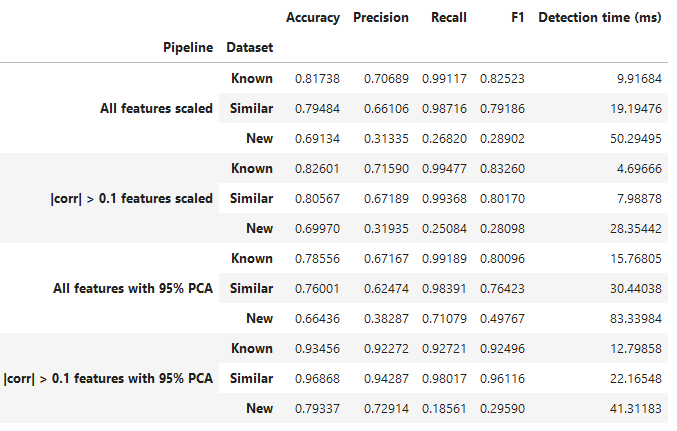 Accuracy Precision Recall F1 Detection time (ms)
Pipeline Dataset
Known 0.81738 0.70689 0.99117 0.82523 9.91684
All features scaled Similar 0.79484 0.66106 0.98716 0.79186 19.19476
New 0.69134 0.31335 0.26820 0.28902 50.29495
Known 0.82601 0.71590 0.99477 0.83260 4.69666
|corr| > 0.1 features scaled Similar 0.80567 0.67189 0.99368 0.80170 7.98878
New 0.69970 0.31935 0.25084 0.28098 28.35442
Known 0.78556 0.67167 0.99189 0.80096 15.76805
All features with 95% PCA Similar 0.76001 0.62474 0.98391 0.76423 30.44038
New 0.66436 0.38287 0.71079 0.49767 83.33984
Known 0.93456 0.92272 0.92721 0.92496 12.79858
|corr| > 0.1 features with 95% PCA Similar 0.96868 0.94287 0.98017 0.96116 22.16548
New 0.79337 0.72914 0.18561 0.29590 41.31183